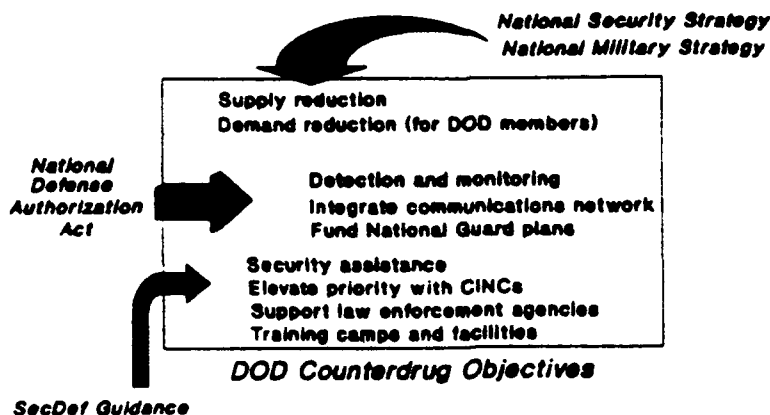 National Security Strategy
National Military Strategy
Supply reduction
Demand reduction (for DOD members)
National
Defense
Authorization
Act
Detection and monitoring
Integrate communications network
Fund National Guard plans
Security assistance
Elevate priority with CINCs
Support law enforcement agencies
Training camps and facilities
DOD Counterdrug Objectives
SecDef Guidance